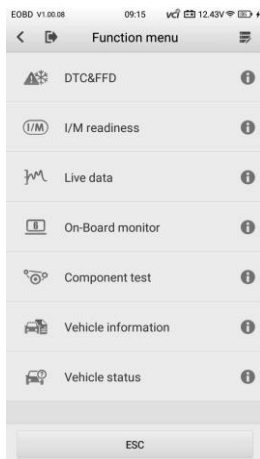 EOBD V1.00.08 09:15 vci 12.43V
Function menu
DTC&FFD
(I/M) I/M readiness
Live data
On-Board monitor
Component test
Vehicle information
Vehicle status
ESC